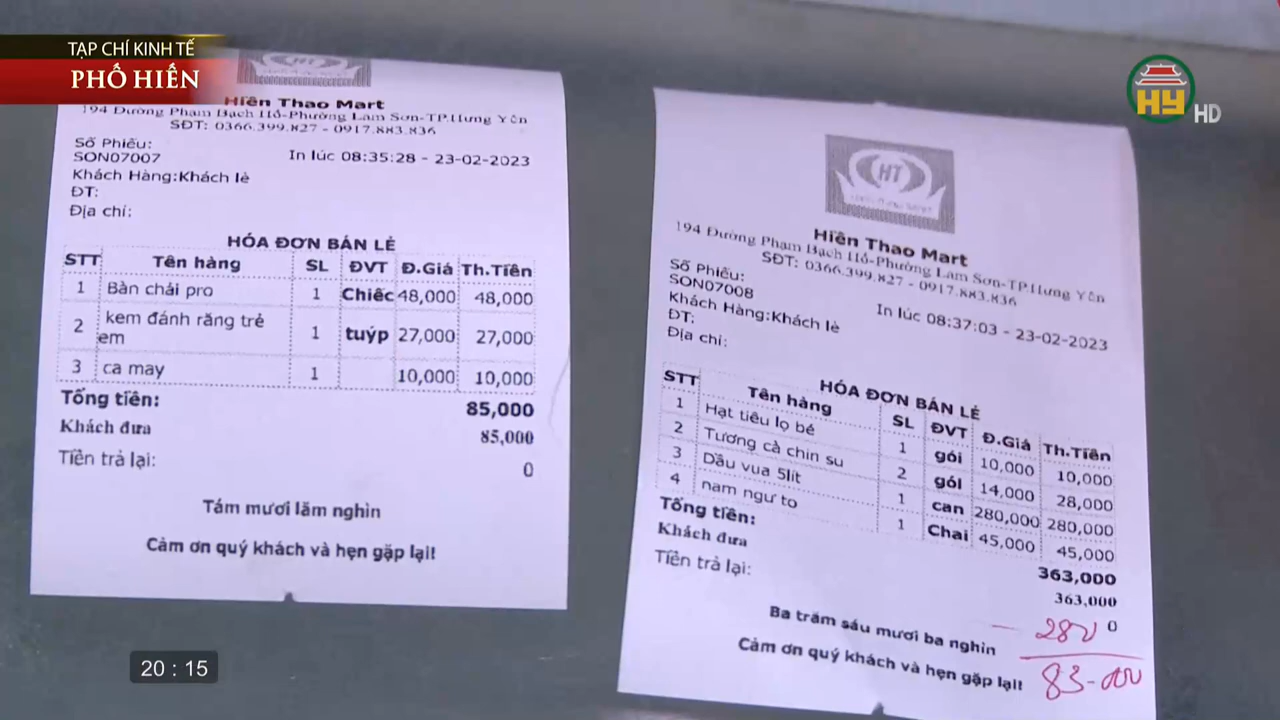 TẠP CHÍ KINH TẾ
PHỐ HIẾN
HY HD
Hiền Thao Mart
194 Đường Phạm Bạch Hổ-Phường Lam Sơn-TP.Hưng Yên
SĐT: 0366.399.827 - 0917.883.836
Số Phiếu:
SON07007
In lúc 08:35:28 - 23-02-2023
Khách Hàng:Khách lẻ
ĐT:
Địa chỉ:
HÓA ĐƠN BÁN LẺ
STT Tên hàng SL ĐVT Đ.Giá Th.Tiền
1 Bàn chải pro 1 Chiếc 48,000 48,000
2 kem đánh răng trẻ em 1 tuýp 27,000 27,000
3 ca may 1 10,000 10,000
Tổng tiền: 85,000
Khách đưa 85,000
Tiền trả lại: 0
Tám mươi lăm nghìn
Cảm ơn quý khách và hẹn gặp lại!
HT
Hiền Thao Mart
194 Đường Phạm Bạch Hổ-Phường Lam Sơn-TP.Hưng Yên
SĐT: 0366.399.827 - 0917.883.836
Số Phiếu:
SON07008
In lúc 08:37:03 - 23-02-2023
Khách Hàng:Khách lẻ
ĐT:
Địa chỉ:
HÓA ĐƠN BÁN LẺ
STT Tên hàng SL ĐVT Đ.Giá Th.Tiền
1 Hạt tiêu lọ bé 1 gói 10,000 10,000
2 Tương cà chin su 2 gói 14,000 28,000
3 Dầu vua 5lít 1 can 280,000 280,000
4 nam ngư to 1 Chai 45,000 45,000
Tổng tiền: 363,000
Khách đưa 363,000
Tiền trả lại: 0
Ba trăm sáu mươi ba nghìn
- 280
Cảm ơn quý khách và hẹn gặp lại!
83-000
20 : 15